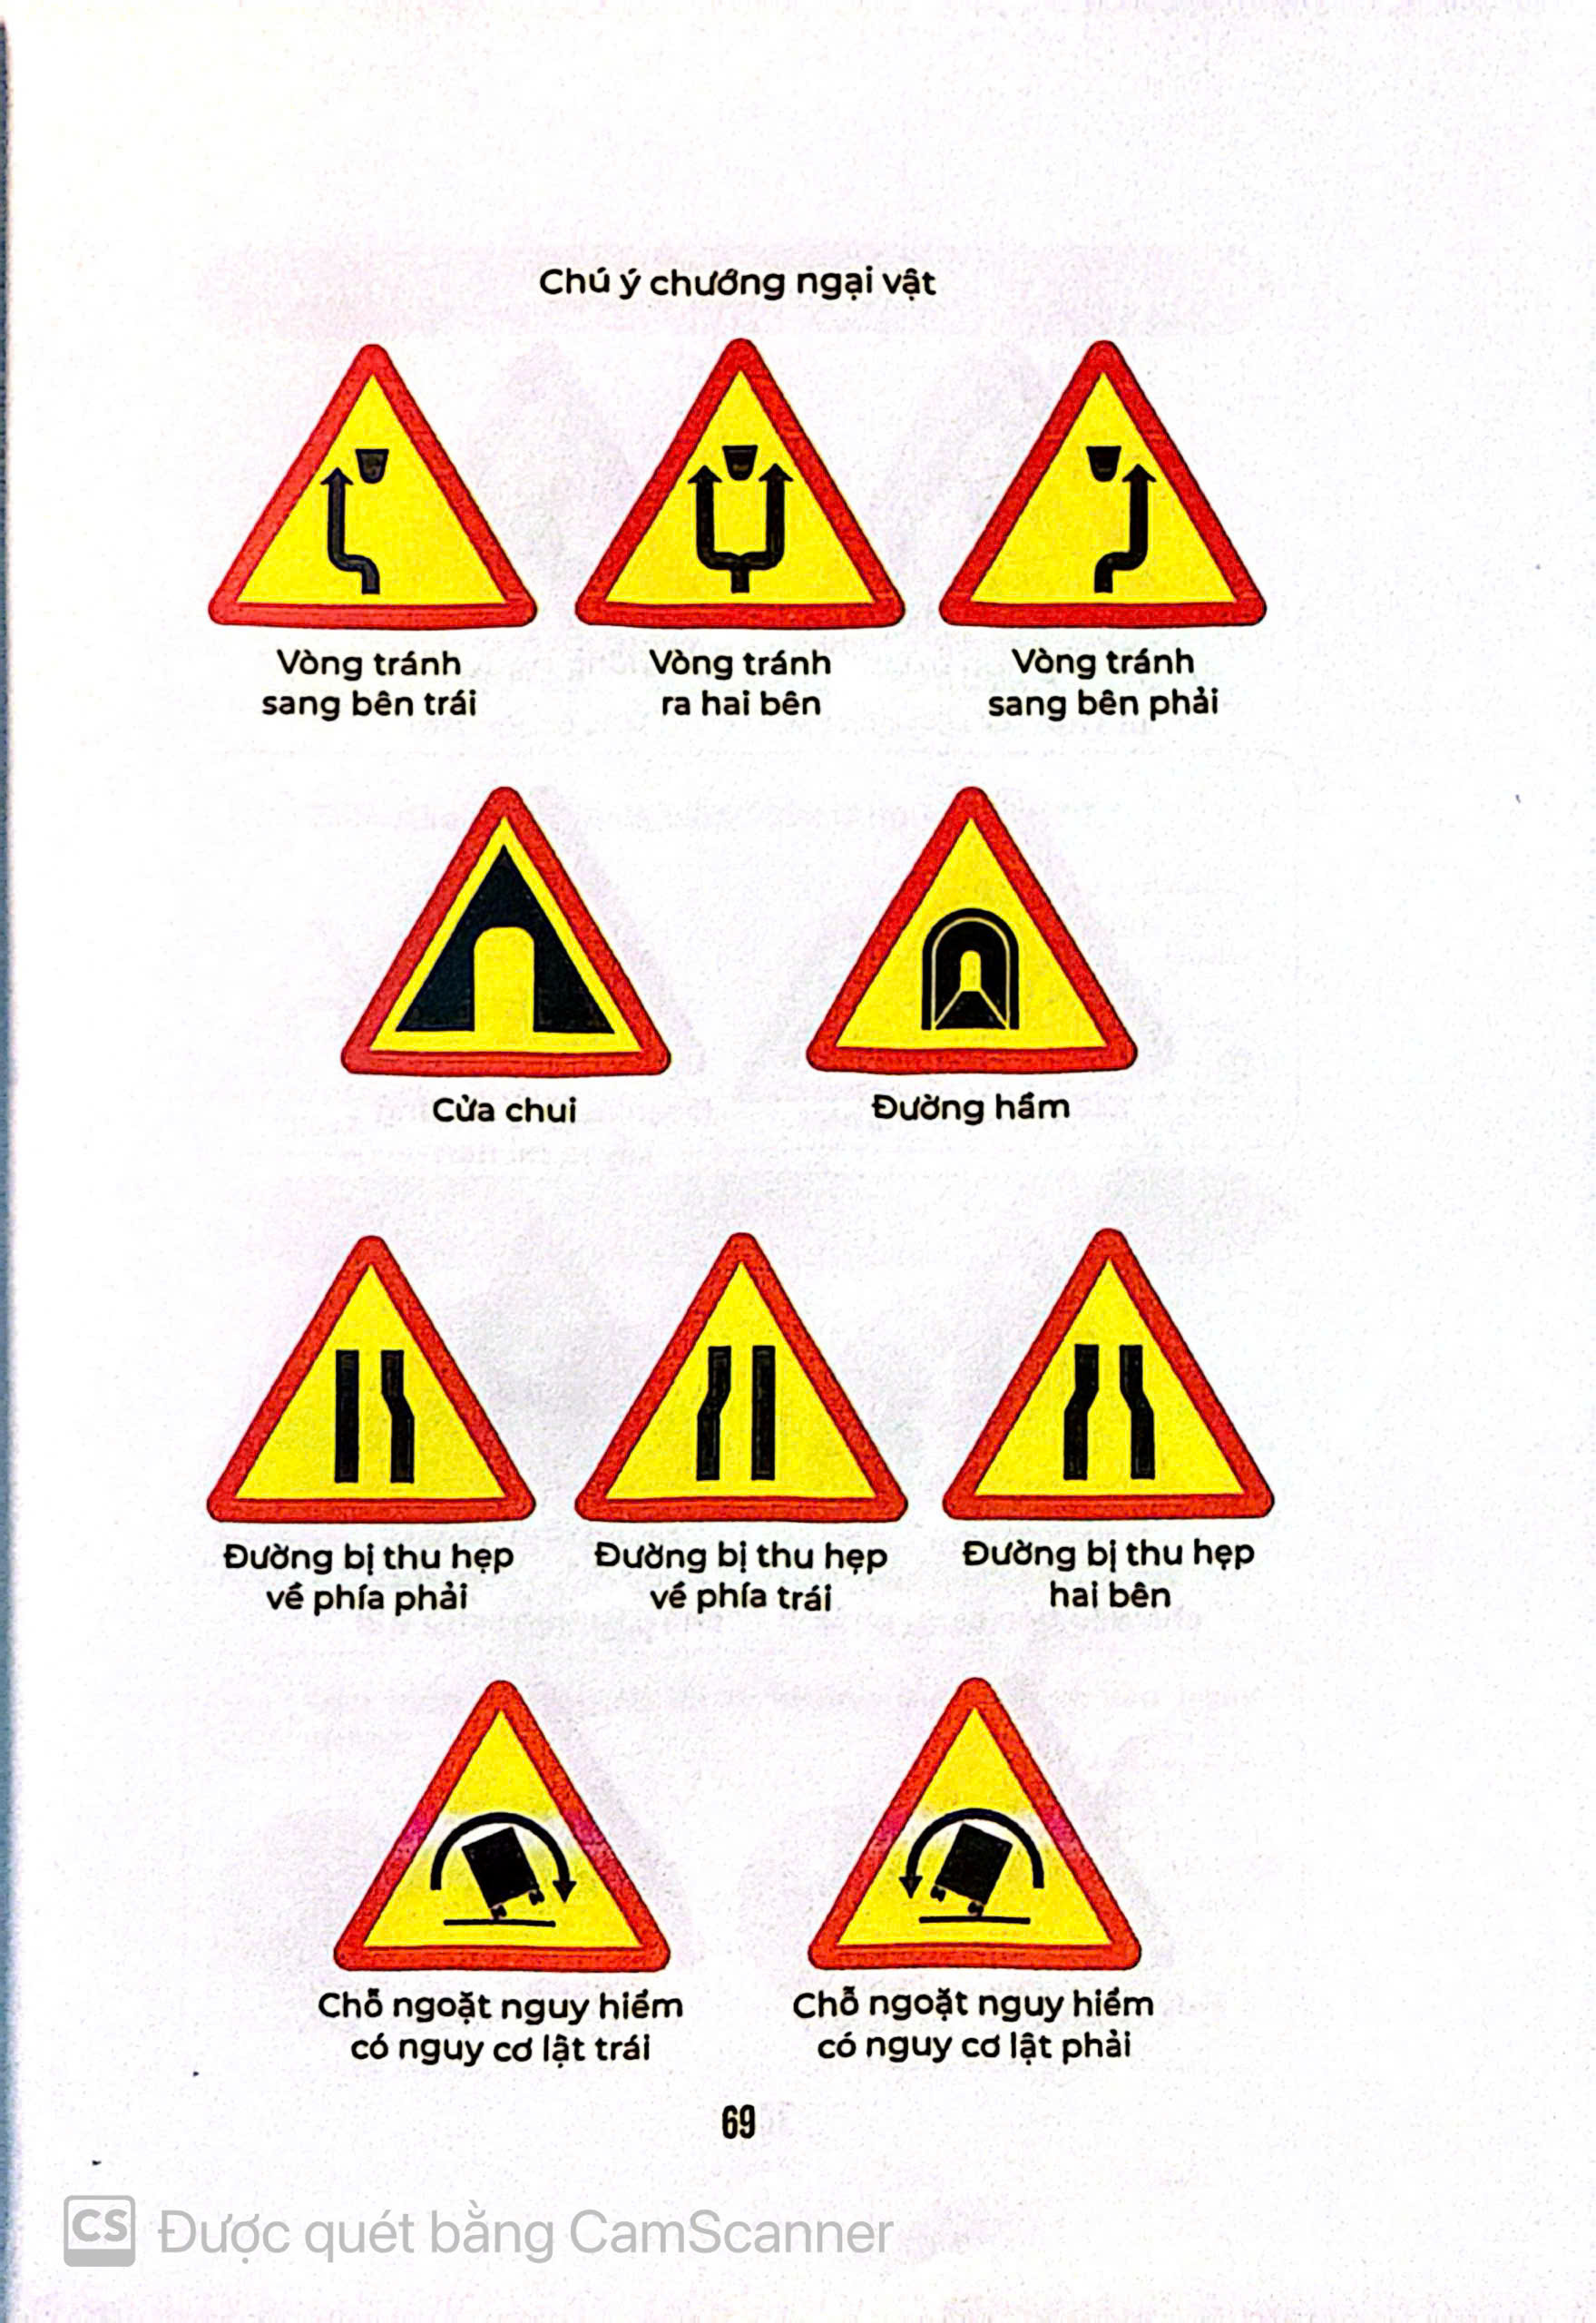 Chú ý chướng ngại vật
Vòng tránh
sang bên trái
Vòng tránh
ra hai bên
Vòng tránh
sang bên phải
Cửa chui
Đường hầm
Đường bị thu hẹp
về phía phải
Đường bị thu hẹp
về phía trái
Đường bị thu hẹp
hai bên
Chỗ ngoặt nguy hiểm
có nguy cơ lật trái
Chỗ ngoặt nguy hiểm
có nguy cơ lật phải
69
CS Được quét bằng CamScanner